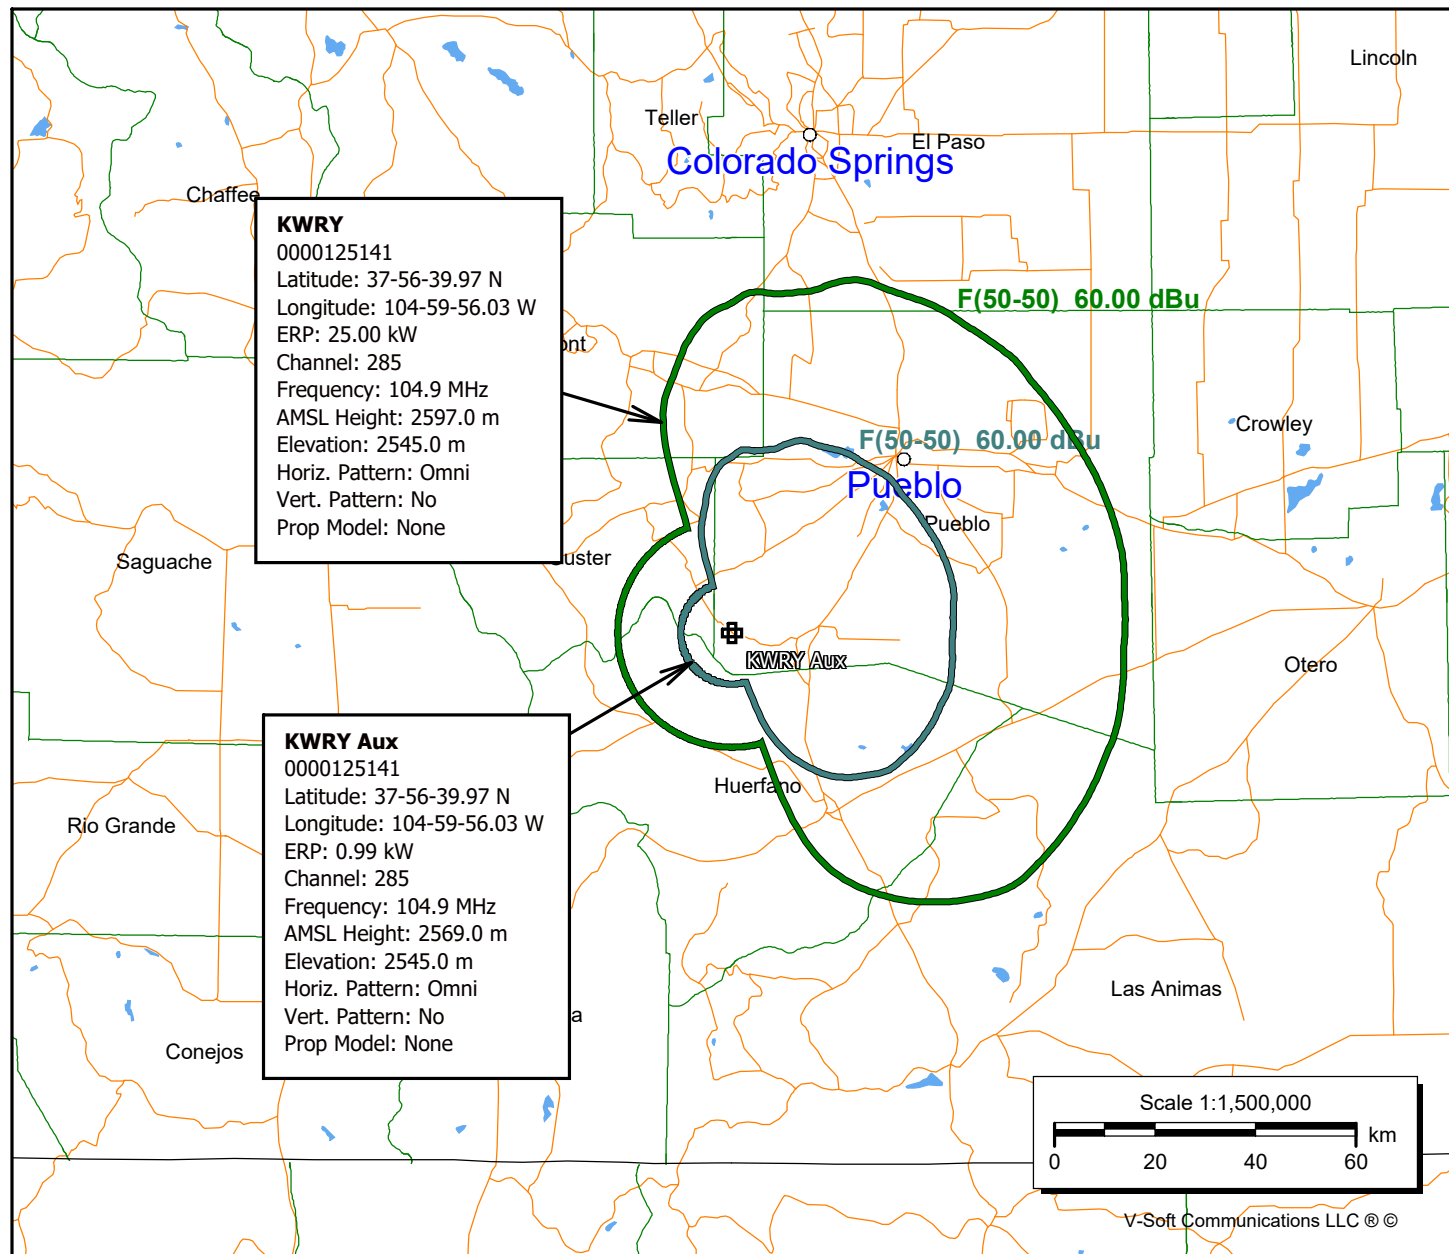 Lincoln
Teller
El Paso
Colorado Springs
Chaffee
KWRY
0000125141
Latitude: 37-56-39.97 N
Longitude: 104-59-56.03 W
ERP: 25.00 kW
Channel: 285
Frequency: 104.9 MHz
AMSL Height: 2597.0 m
Elevation: 2545.0 m
Horiz. Pattern: Omni
Vert. Pattern: No
Prop Model: None
F(50-50) 60.00 dBu
ont
Crowley
F(50-50) 60.00 dBu
Pueblo
Pueblo
Saguache
uster
KWRY Aux
Otero
KWRY Aux
0000125141
Latitude: 37-56-39.97 N
Longitude: 104-59-56.03 W
ERP: 0.99 kW
Channel: 285
Frequency: 104.9 MHz
AMSL Height: 2569.0 m
Elevation: 2545.0 m
Horiz. Pattern: Omni
Vert. Pattern: No
Prop Model: None
Huerfano
Rio Grande
Las Animas
a
Conejos
Scale 1:1,500,000
km
0 20 40 60
V-Soft Communications LLC ® ©